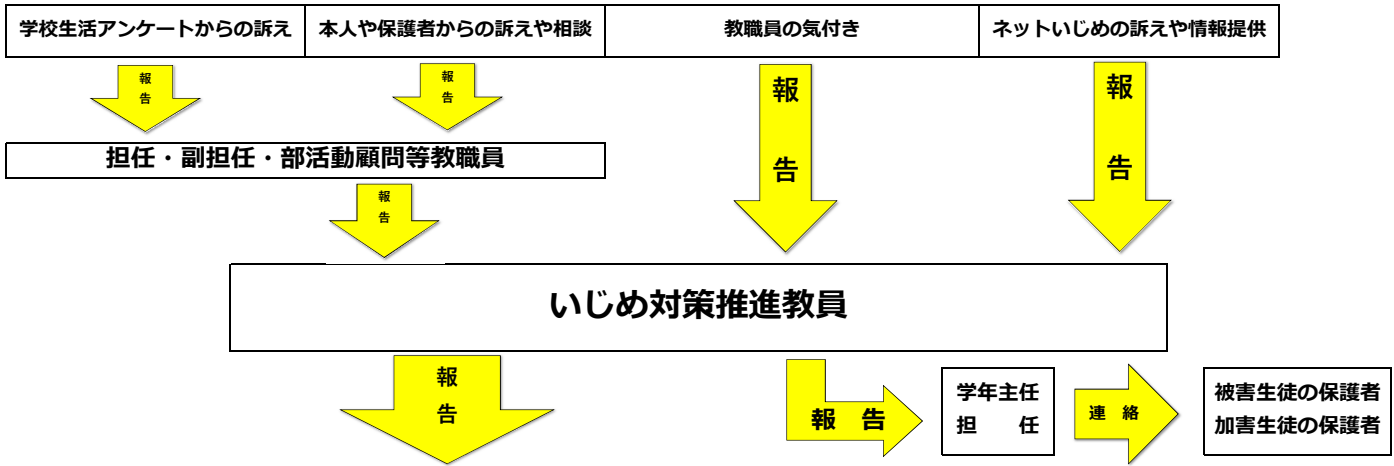 学校生活アンケートからの訴え
本人や保護者からの訴えや相談
教職員の気付き
ネットいじめの訴えや情報提供
報
告
報
告
報
告
報
告
担任・副担任・部活動顧問等教職員
報
告
いじめ対策推進教員
報
告
報　告
学年主任
担　　任
連　絡
被害生徒の保護者
加害生徒の保護者